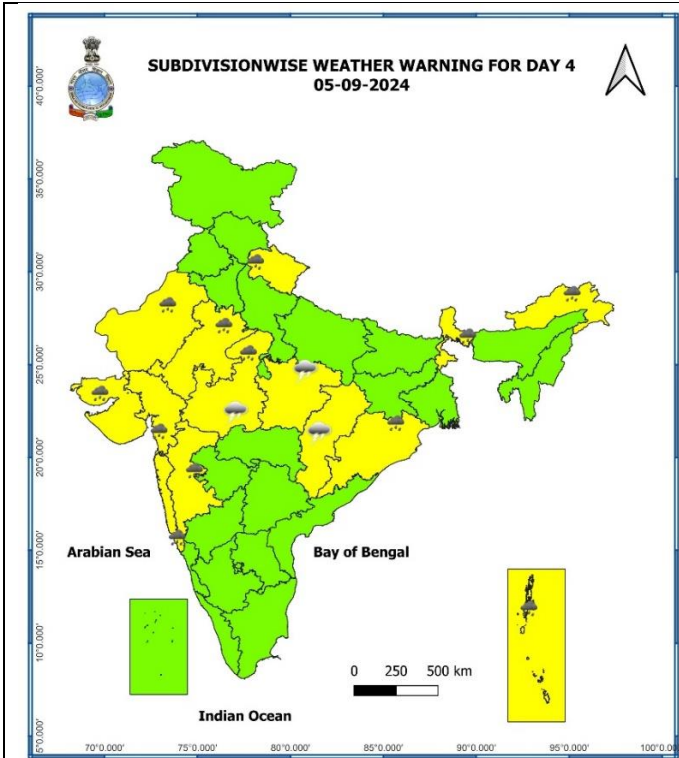 SUBDIVISIONWISE WEATHER WARNING FOR DAY 4
05-09-2024
40°0.000'
35°0.000'
30°0.000'
25°0.000'
20°0.000'
15°0.000'
10°0.000'
5°0.000'
Arabian Sea
Bay of Bengal
0 250 500 km
Indian Ocean
70°0.000' 75°0.000' 80°0.000' 85°0.000' 90°0.000' 95°0.000' 100°0.00